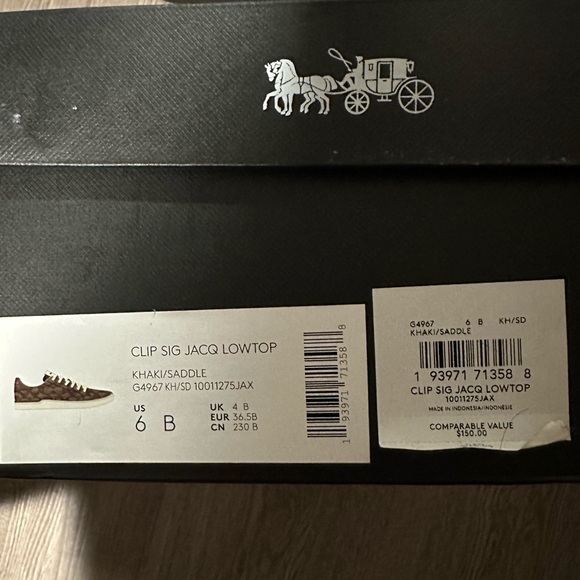 CLIP SIG JACQ LOWTOP
KHAKI/SADDLE
G4967 KH/SD 10011275JAX
US 6 B
UK 4 B
EUR 36.5B
CN 230 B
1 93971 71358 8
G4967 6 B KH/SD
KHAKI/SADDLE
1 93971 71358 8
CLIP SIG JACQ LOWTOP
10011275JAX
MADE IN INDONESIA/INDONÉSIE
COMPARABLE VALUE
$150.00